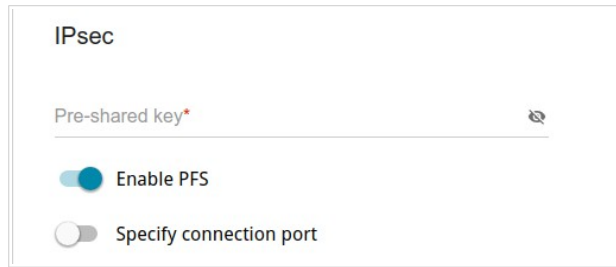 IPsec
Pre-shared key*
Enable PFS
Specify connection port